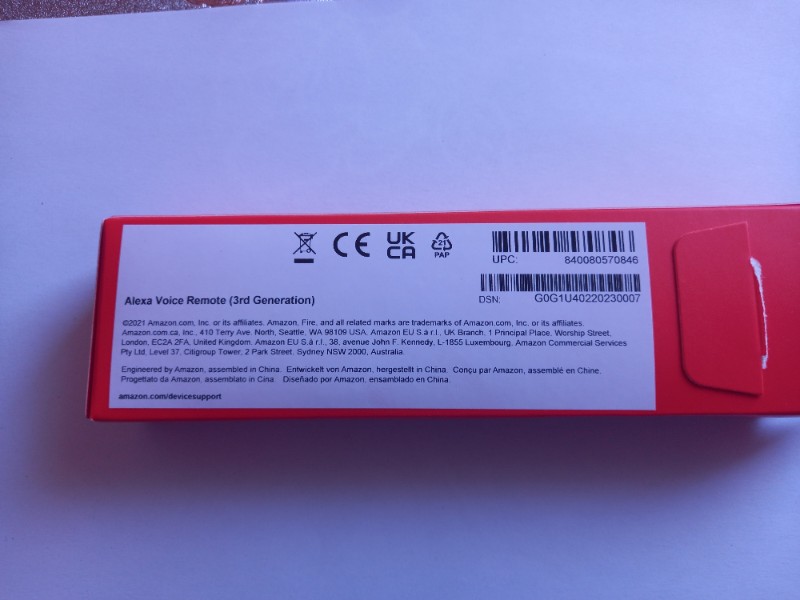 CE
UK
CA
21
PAP
UPC: 840080570846
DSN: G0G1U40220230007
Alexa Voice Remote (3rd Generation)
©2021 Amazon.com, Inc. or its affiliates. Amazon, Fire, and all related marks are trademarks of Amazon.com, Inc. or its affiliates.
Amazon.com.ca, Inc., 410 Terry Ave. North, Seattle, WA 98109 USA, Amazon EU S.à r.l., UK Branch, 1 Principal Place, Worship Street,
London, EC2A 2FA, United Kingdom. Amazon EU S.à r.l., 38, avenue John F. Kennedy, L-1855 Luxembourg, Amazon Commercial Services
Pty Ltd. Level 37, Citigroup Tower, 2 Park Street. Sydney NSW 2000, Australia.
Engineered by Amazon, assembled in China. Entwickelt von Amazon, hergestellt in China. Conçu par Amazon, assemblé en Chine.
Progettato da Amazon, assemblato in Cina. Diseñado por Amazon, ensamblado en China.
amazon.com/devicesupport